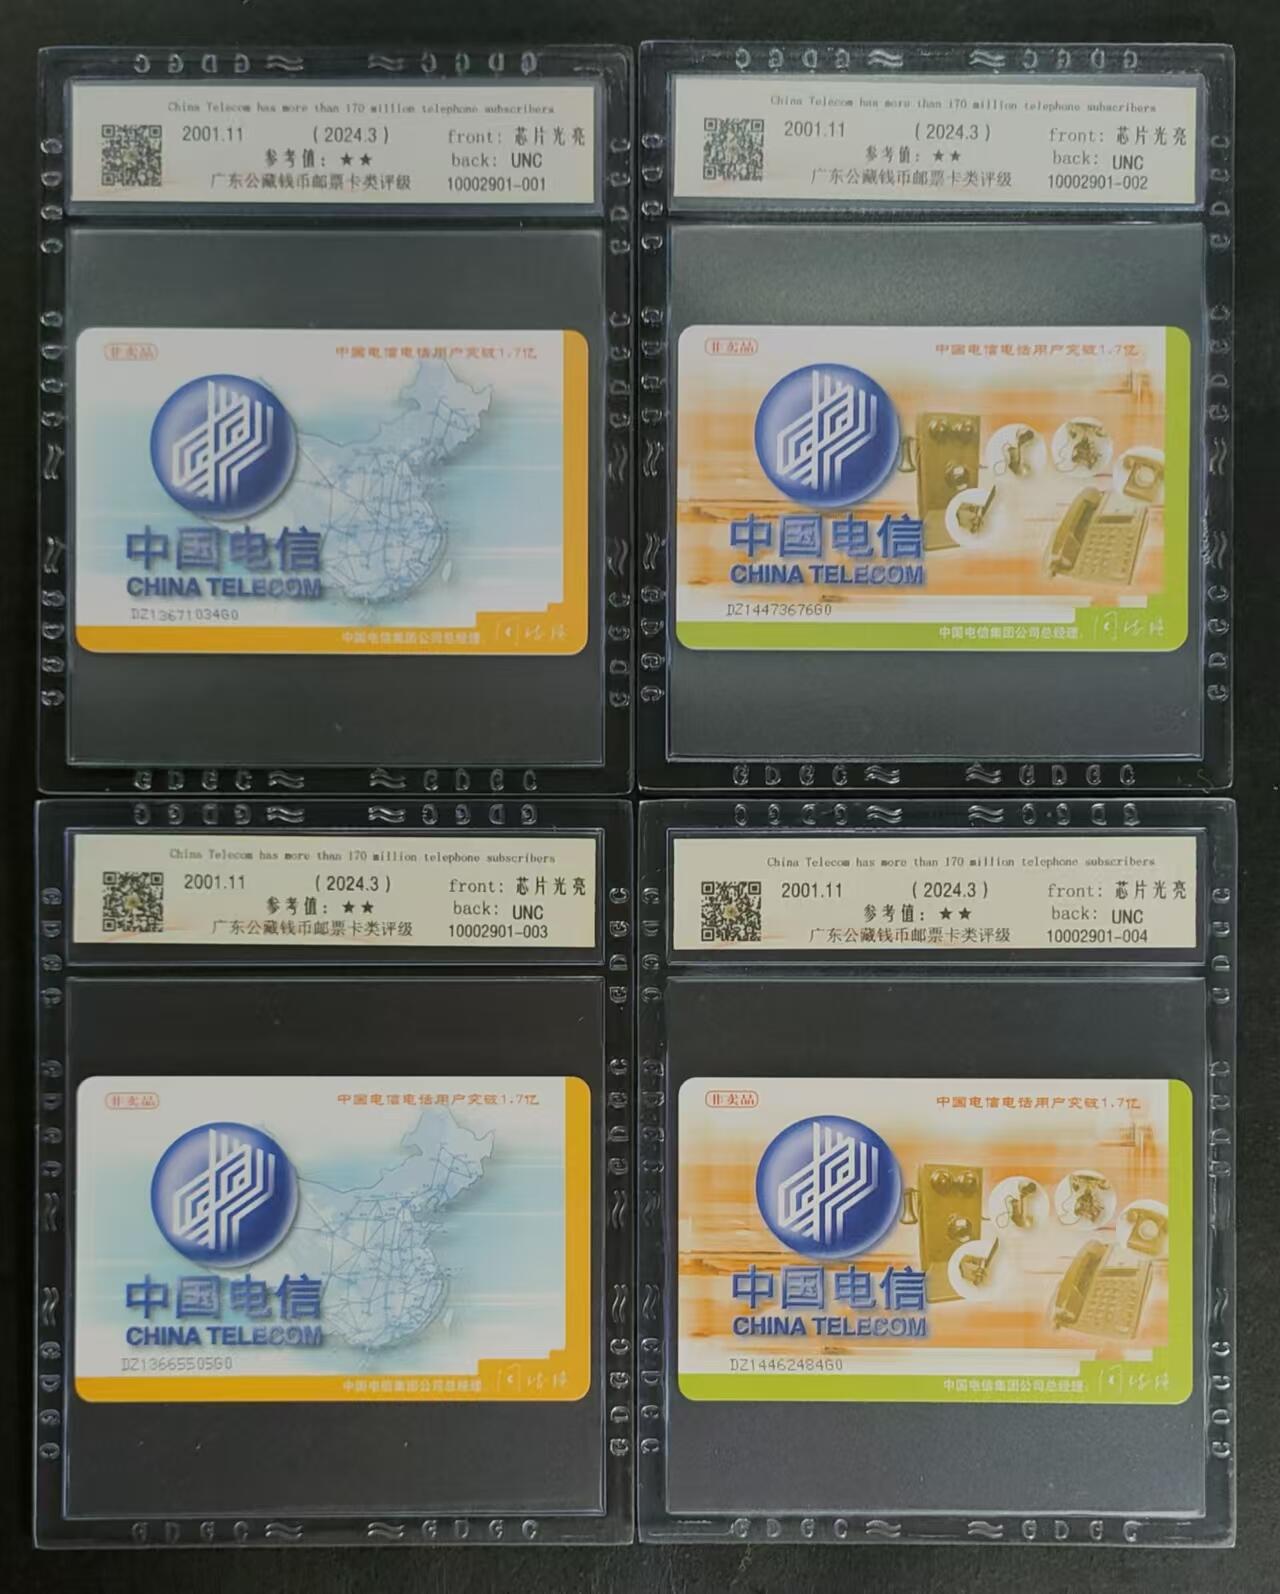 China Telecom has more than 170 million telephone subscribers
2001.11 (2024.3) front: 芯片光亮
参考值: ★★ back: UNC
广东公藏钱币邮票卡类评级 10002901-001
非卖品 中国电信电话用户突破1.7亿
中国电信
CHINA TELECOM
DZ13671034G0
中国电信集团公司总经理:
China Telecom has more than 170 million telephone subscribers
2001.11 (2024.3) front: 芯片光亮
参考值: ★★ back: UNC
广东公藏钱币邮票卡类评级 10002901-002
非卖品 中国电信电话用户突破1.7亿
中国电信
CHINA TELECOM
DZ14473676G0
中国电信集团公司总经理:
China Telecom has more than 170 million telephone subscribers
2001.11 (2024.3) front: 芯片光亮
参考值: ★★ back: UNC
广东公藏钱币邮票卡类评级 10002901-003
非卖品 中国电信电话用户突破1.7亿
中国电信
CHINA TELECOM
DZ13665505G0
中国电信集团公司总经理:
China Telecom has more than 170 million telephone subscribers
2001.11 (2024.3) front: 芯片光亮
参考值: ★★ back: UNC
广东公藏钱币邮票卡类评级 10002901-004
非卖品 中国电信电话用户突破1.7亿
中国电信
CHINA TELECOM
DZ14462484G0
中国电信集团公司总经理: